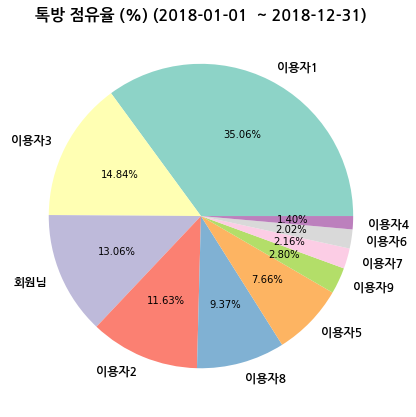 톡방 점유율 (%) (2018-01-01  ~ 2018-12-31)
이용자1
35.06%
이용자3
14.84%
회원님
13.06%
이용자2
11.63%
이용자8
9.37%
이용자5
7.66%
이용자9
2.80%
이용자7
2.16%
이용자6
2.02%
이용자4
1.40%